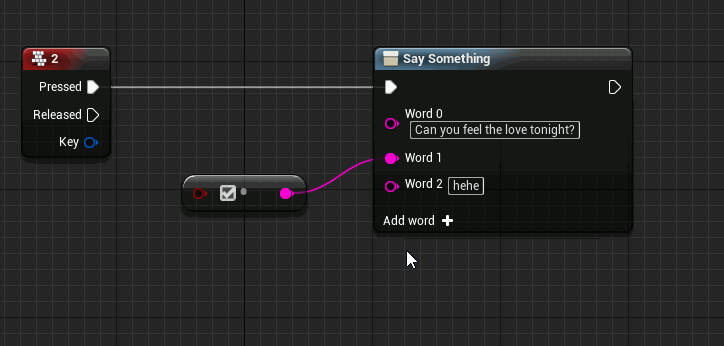 2
Say Something
Pressed
Released
Key
Word 0
Can you feel the love tonight?
Word 1
Word 2 hehe
Add word